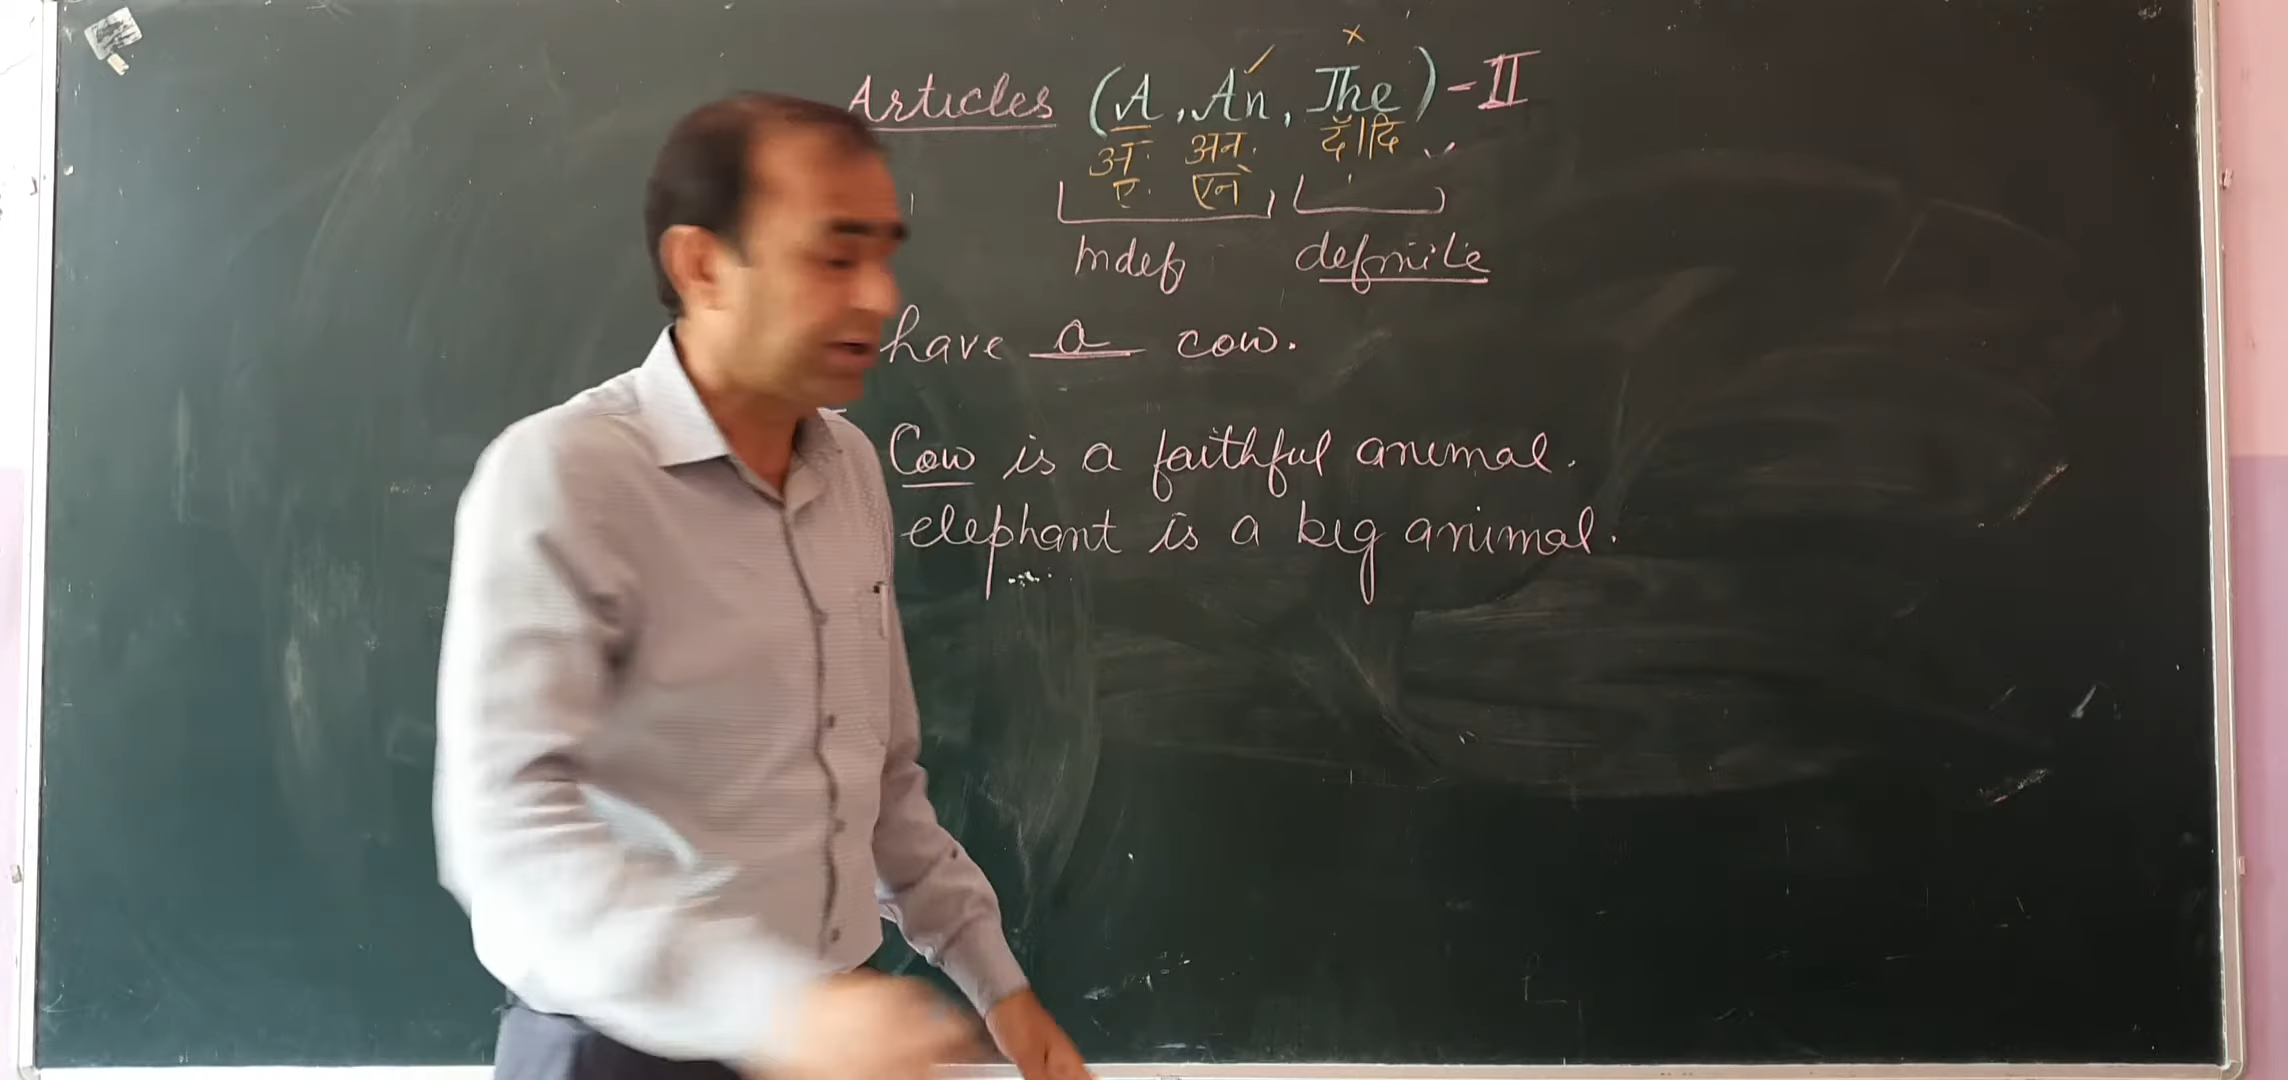 Articles (A, An, The) - II
अ अन दॅ/दि
ए एन
Indef definite
have a cow.
Cow is a faithful animal.
elephant is a big animal.